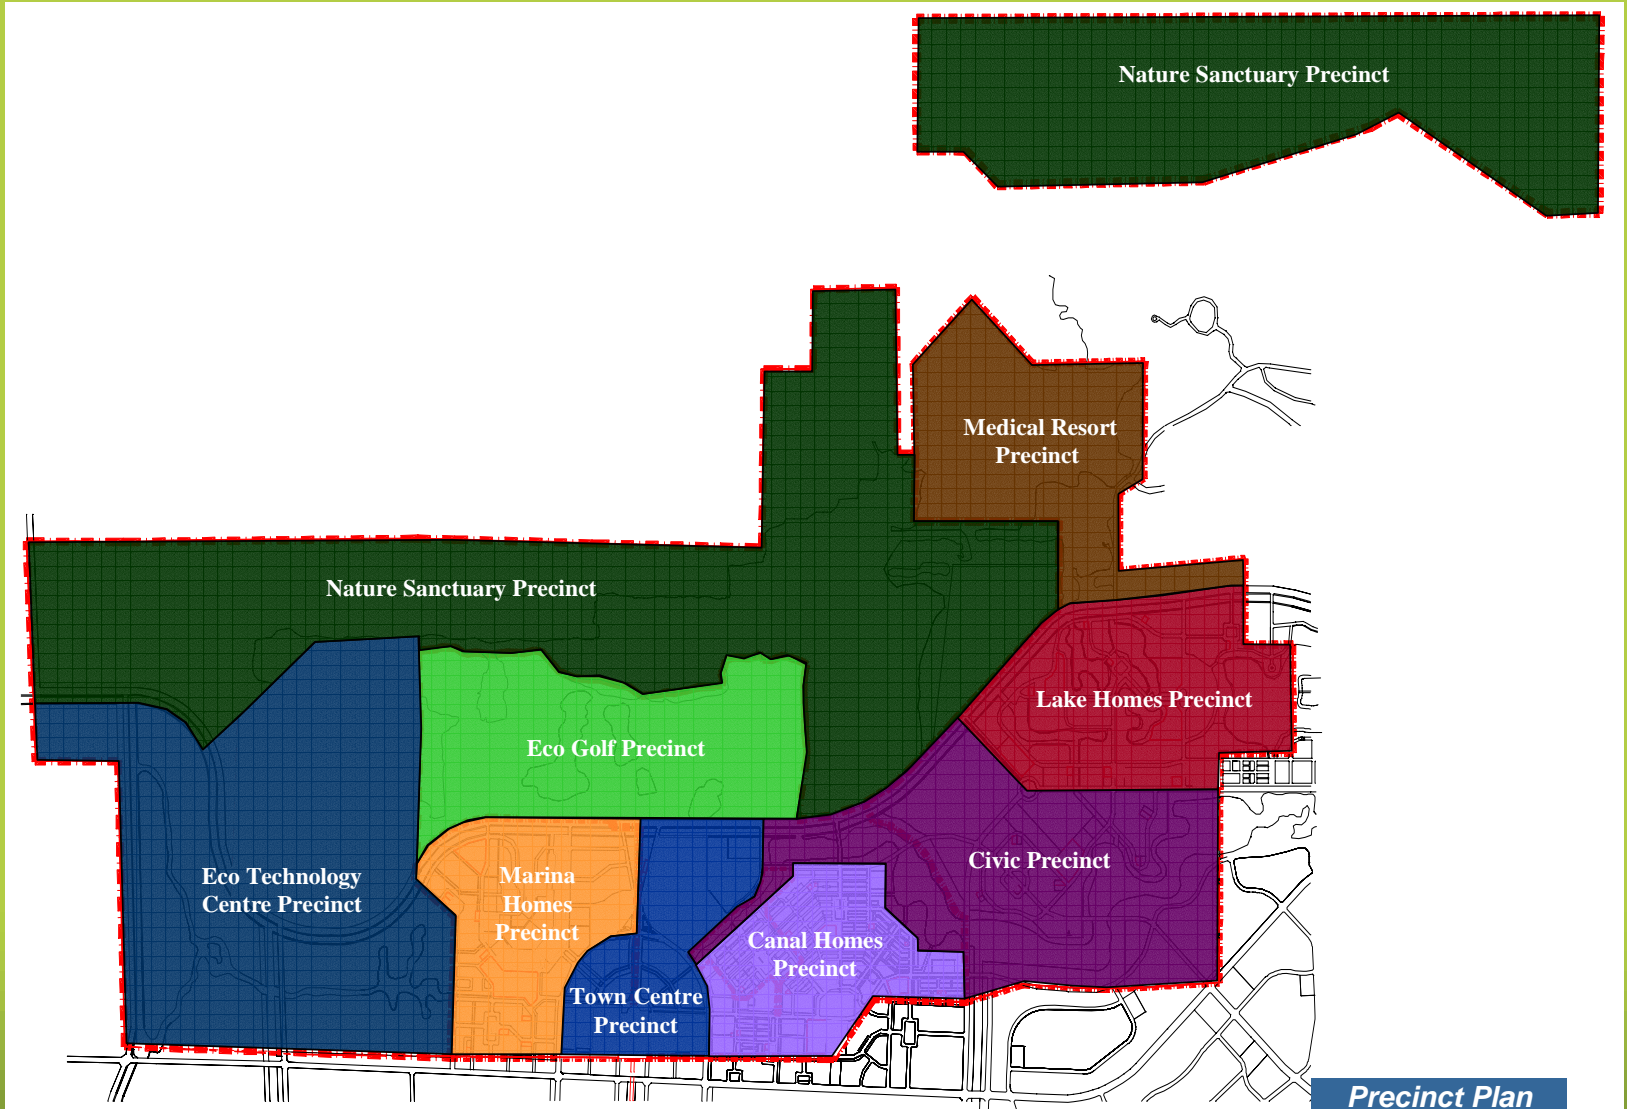 Nature Sanctuary Precinct
Medical Resort
Precinct
Nature Sanctuary Precinct
Lake Homes Precinct
Eco Golf Precinct
Civic Precinct
Eco Technology
Centre Precinct
Marina
Homes
Precinct
Canal Homes
Precinct
Town Centre
Precinct
Precinct Plan